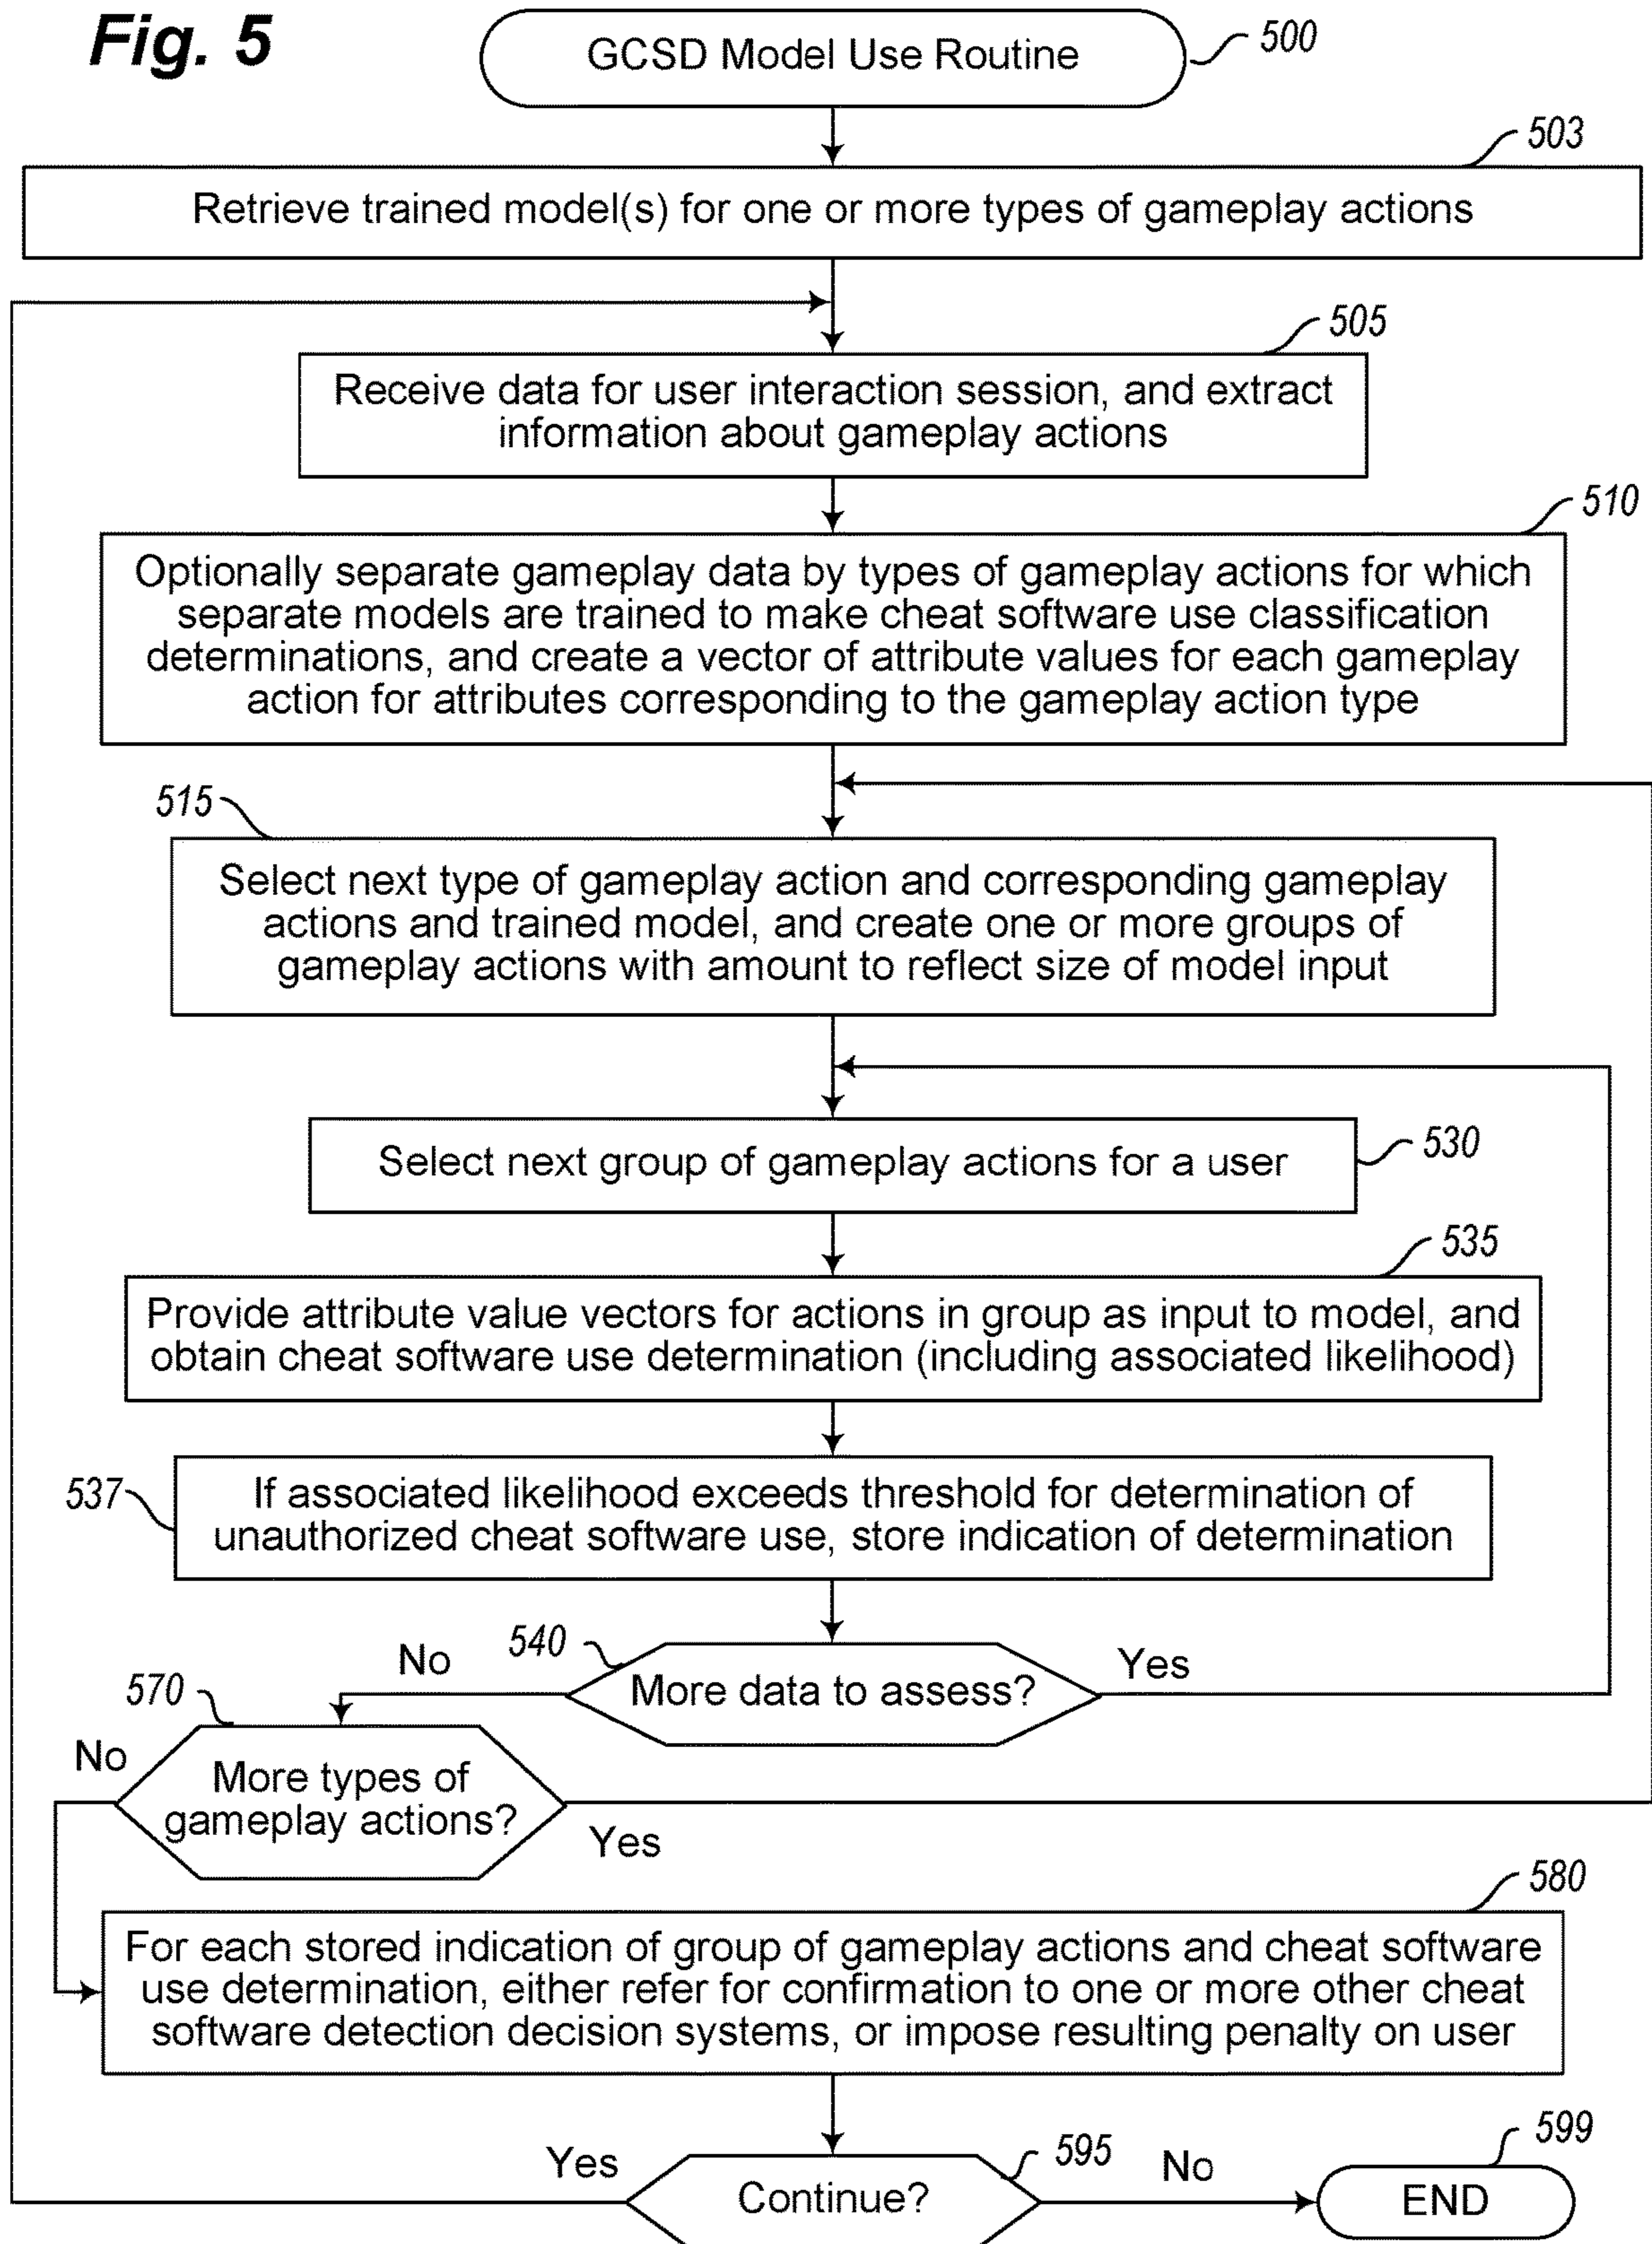 Fig. 5
GCSD Model Use Routine
500
503
Retrieve trained model(s) for one or more types of gameplay actions
505
Receive data for user interaction session, and extract
information about gameplay actions
510
Optionally separate gameplay data by types of gameplay actions for which
separate models are trained to make cheat software use classification
determinations, and create a vector of attribute values for each gameplay
action for attributes corresponding to the gameplay action type
515
Select next type of gameplay action and corresponding gameplay
actions and trained model, and create one or more groups of
gameplay actions with amount to reflect size of model input
Select next group of gameplay actions for a user
530
535
Provide attribute value vectors for actions in group as input to model, and
obtain cheat software use determination (including associated likelihood)
537
If associated likelihood exceeds threshold for determination of
unauthorized cheat software use, store indication of determination
540
No
More data to assess?
Yes
570
No
More types of
gameplay actions?
Yes
580
For each stored indication of group of gameplay actions and cheat software
use determination, either refer for confirmation to one or more other cheat
software detection decision systems, or impose resulting penalty on user
Yes
Continue?
595
No
599
END